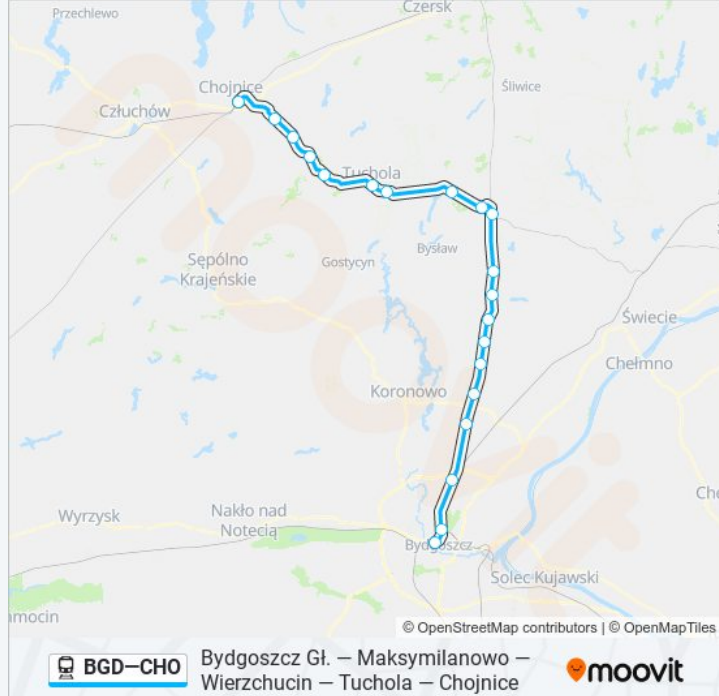 Przechlewo
Czersk
Chojnice
Śliwice
Człuchów
Tuchola
Bysław
Gostycyn
Sępólno
Krajeńskie
Świecie
Chełmno
Koronowo
Wyrzysk
Nakło nad
Notecią
Che
Bydgoszcz
Solec Kujawski
amocin
© OpenStreetMap contributors | © OpenMapTiles
BGD—CHO
Bydgoszcz Gł. — Maksymilanowo —
Wierzchucin — Tuchola — Chojnice
moovit